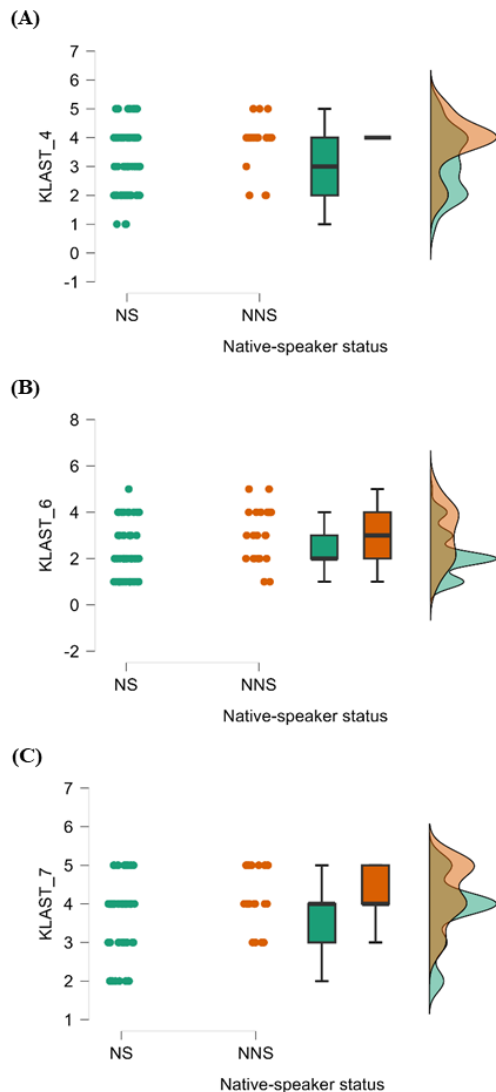 (A)
KLAST_4
7
6
5
4
3
2
1
0
-1
NS NNS
Native-speaker status
(B)
KLAST_6
8
6
4
2
0
-2
NS NNS
Native-speaker status
(C)
KLAST_7
7
6
5
4
3
2
1
NS NNS
Native-speaker status